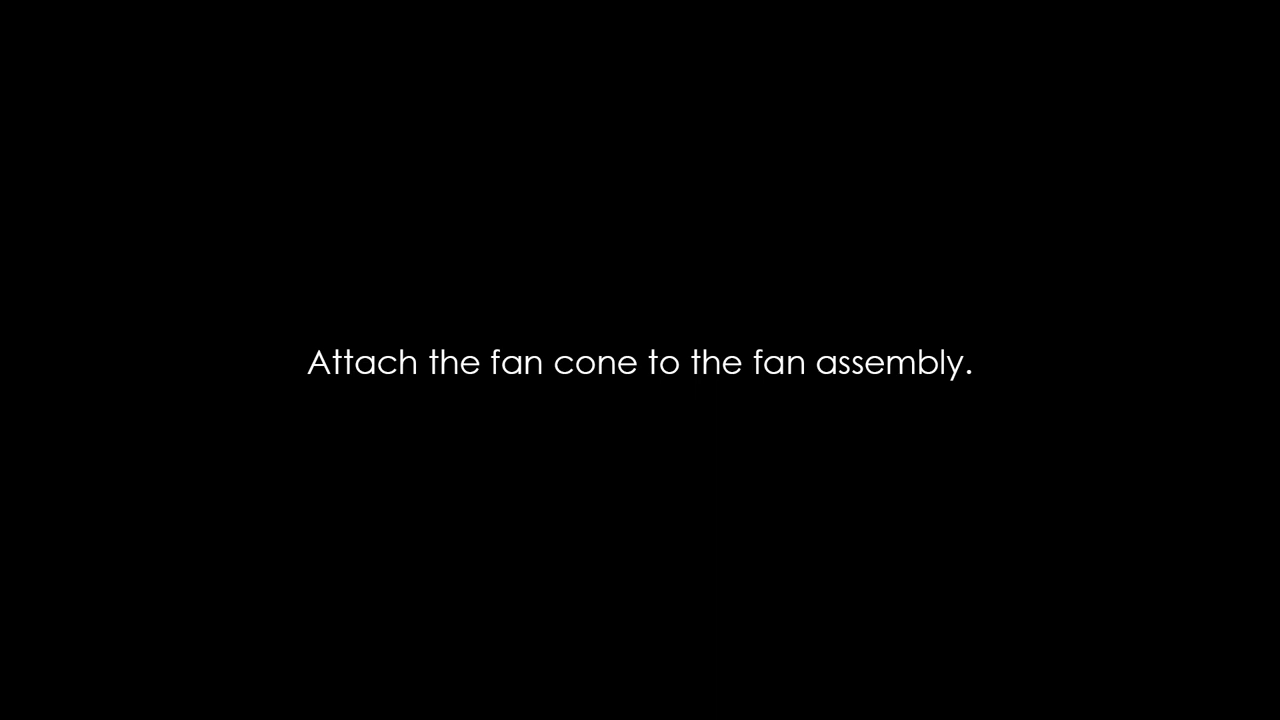 Attach the fan cone to the fan assembly.